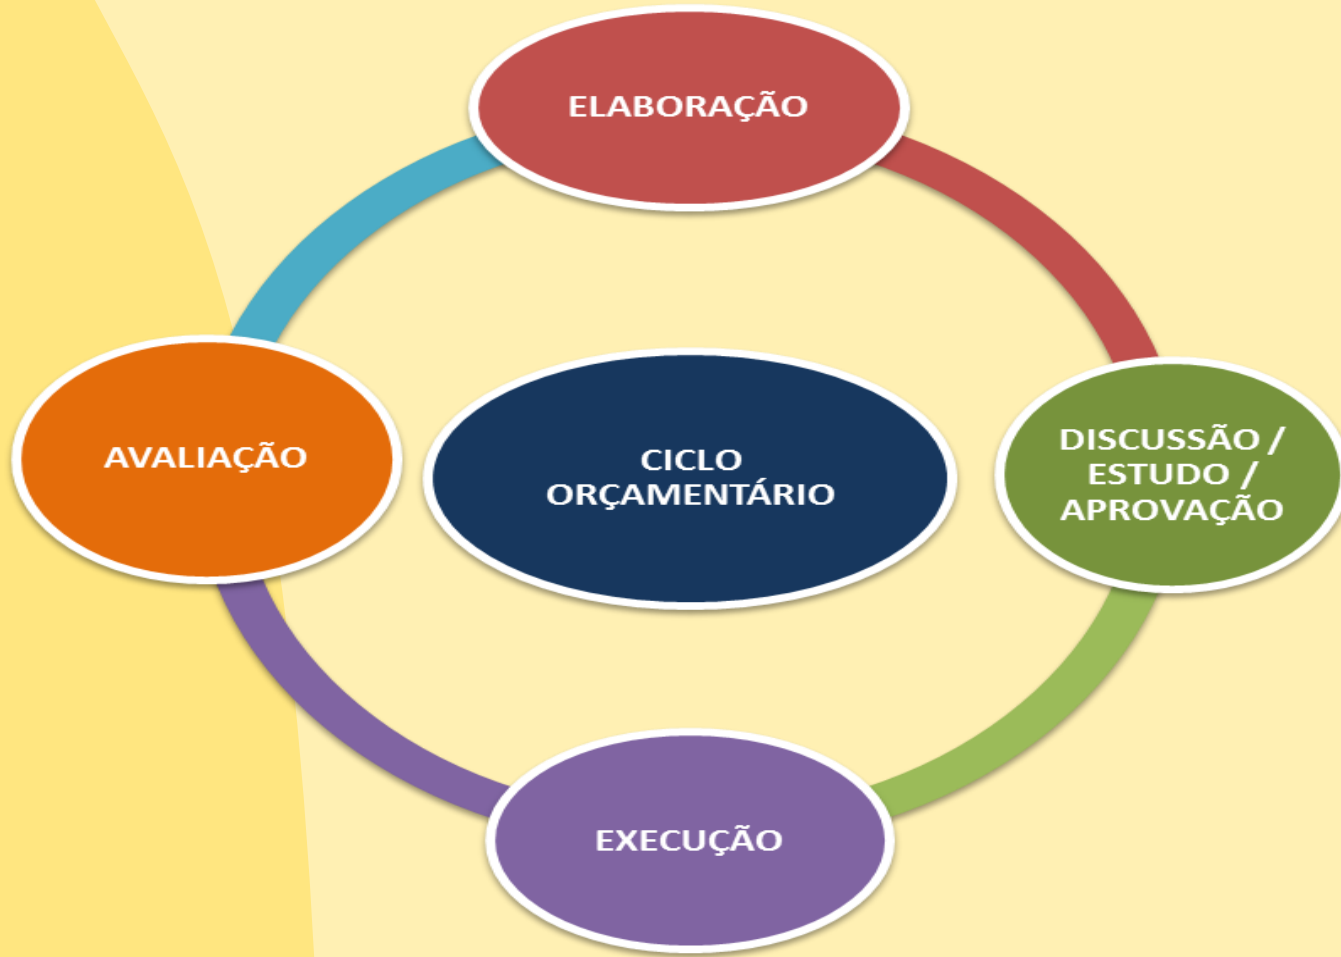 ELABORAÇÃO
AVALIAÇÃO
CICLO
ORÇAMENTÁRIO
DISCUSSÃO /
ESTUDO /
APROVAÇÃO
EXECUÇÃO